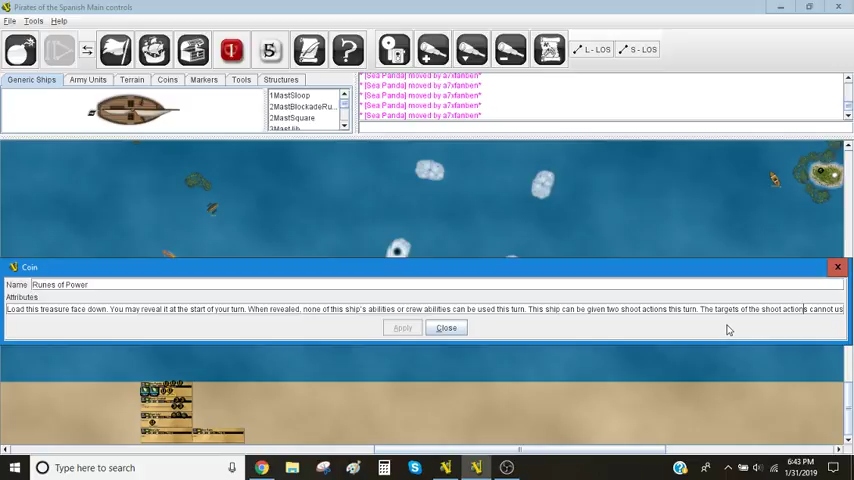 Pirates of the Spanish Main controls
File Tools Help
L - LOS
S - LOS
Generic Ships Army Units Terrain Coins Markers Tools Structures
1MastSloop
2MastBlockadeRu...
2MastSquare
* [Sea Panda] moved by a7xfanben*
* [Sea Panda] moved by a7xfanben*
* [Sea Panda] moved by a7xfanben*
* [Sea Panda] moved by a7xfanben*
* [Sea Panda] moved by a7xfanben*
Coin
Name Runes of Power
Attributes
Load this treasure face down. You may reveal it at the start of your turn. When revealed, none of this ship's abilities or crew abilities can be used this turn. This ship can be given two shoot actions this turn. The targets of the shoot actions cannot us
Apply Close
Type here to search
6:43 PM
1/31/2019